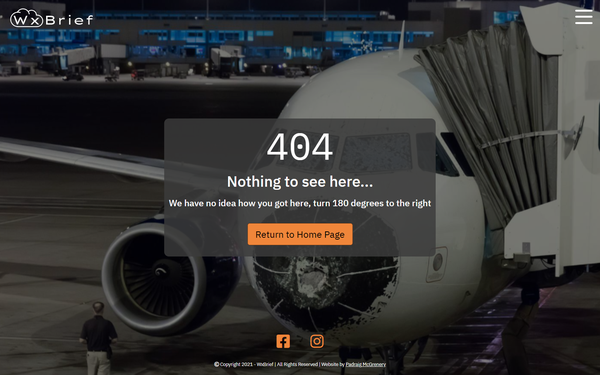 WxBrief
404
Nothing to see here...
We have no idea how you got here, turn 180 degrees to the right
Return to Home Page
© Copyright 2021 - WxBrief | All Rights Reserved | Website by Padraig McGrenery